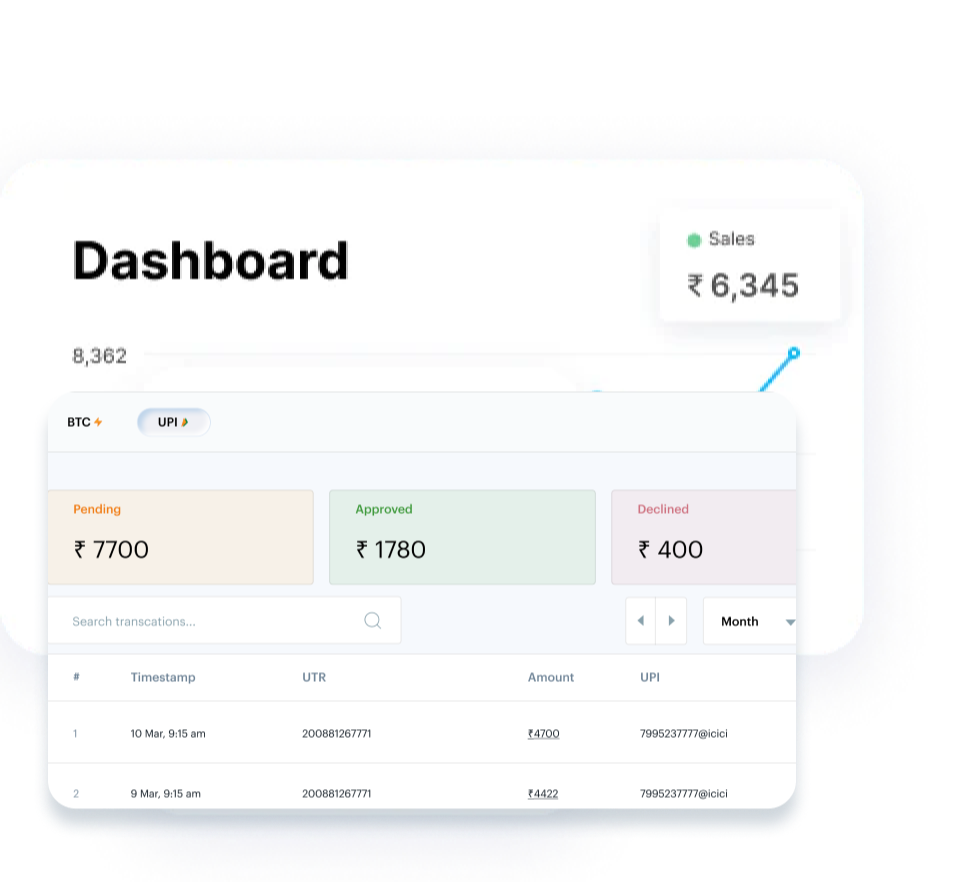 Dashboard
Sales
₹ 6,345
8,362
BTC UPI
Pending Approved Declined
₹ 7700 ₹ 1780 ₹ 400
Search transcations... Month
# Timestamp UTR Amount UPI
1 10 Mar, 9:15 am 200881267771 ₹4700 7995237777@icici
2 9 Mar, 9:15 am 200881267771 ₹4422 7995237777@icici